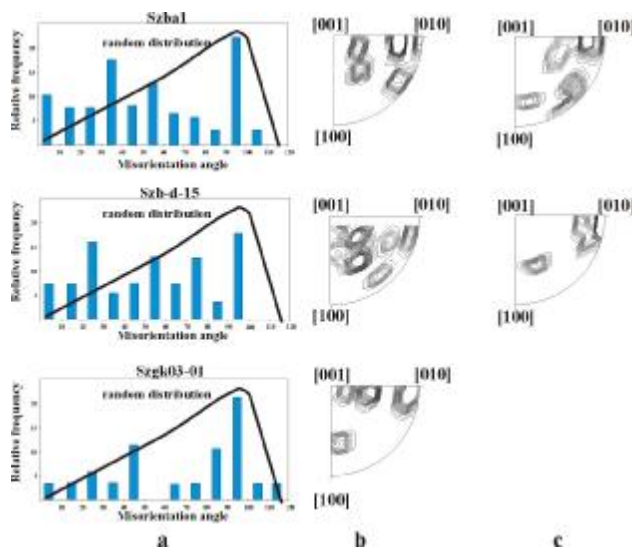 Szba1
random distribution
Relative frequency
Misorientation angle
[001] [010]
[100]
[001] [010]
[100]
Szh-d-15
random distribution
Relative frequency
Misorientation angle
[001] [010]
[100]
[001] [010]
[100]
Szgk03-01
random distribution
Relative frequency
Misorientation angle
[001] [010]
[100]
a b c